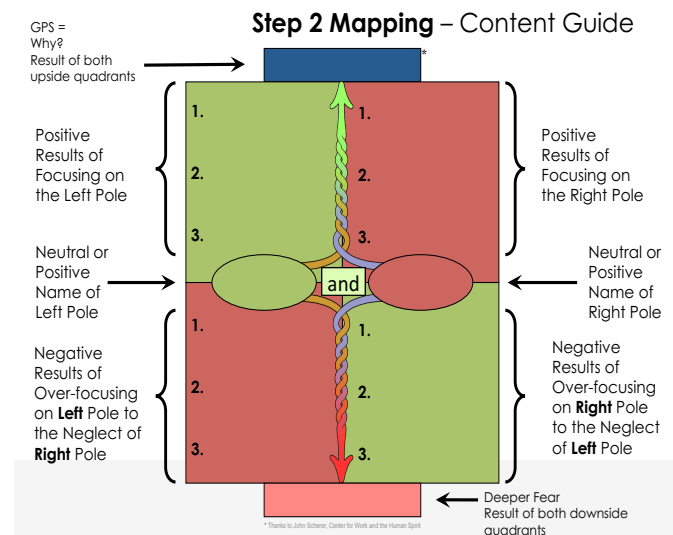 Step 2 Mapping – Content Guide
GPS =
Why?
Result of both
upside quadrants
*
Positive
Results of
Focusing on
the Left Pole
1.
2.
3.
1.
2.
3.
Positive
Results of
Focusing on
the Right Pole
Neutral or
Positive
Name of
Left Pole
and
Neutral or
Positive
Name of
Right Pole
Negative
Results of
Over-focusing
on Left Pole to
the Neglect of
Right Pole
1.
2.
3.
1.
2.
3.
Negative
Results of
Over-focusing
on Right Pole
to the Neglect
of Left Pole
Deeper Fear
Result of both downside
quadrants
* Thanks to John Scherer, Center for Work and the Human Spirit